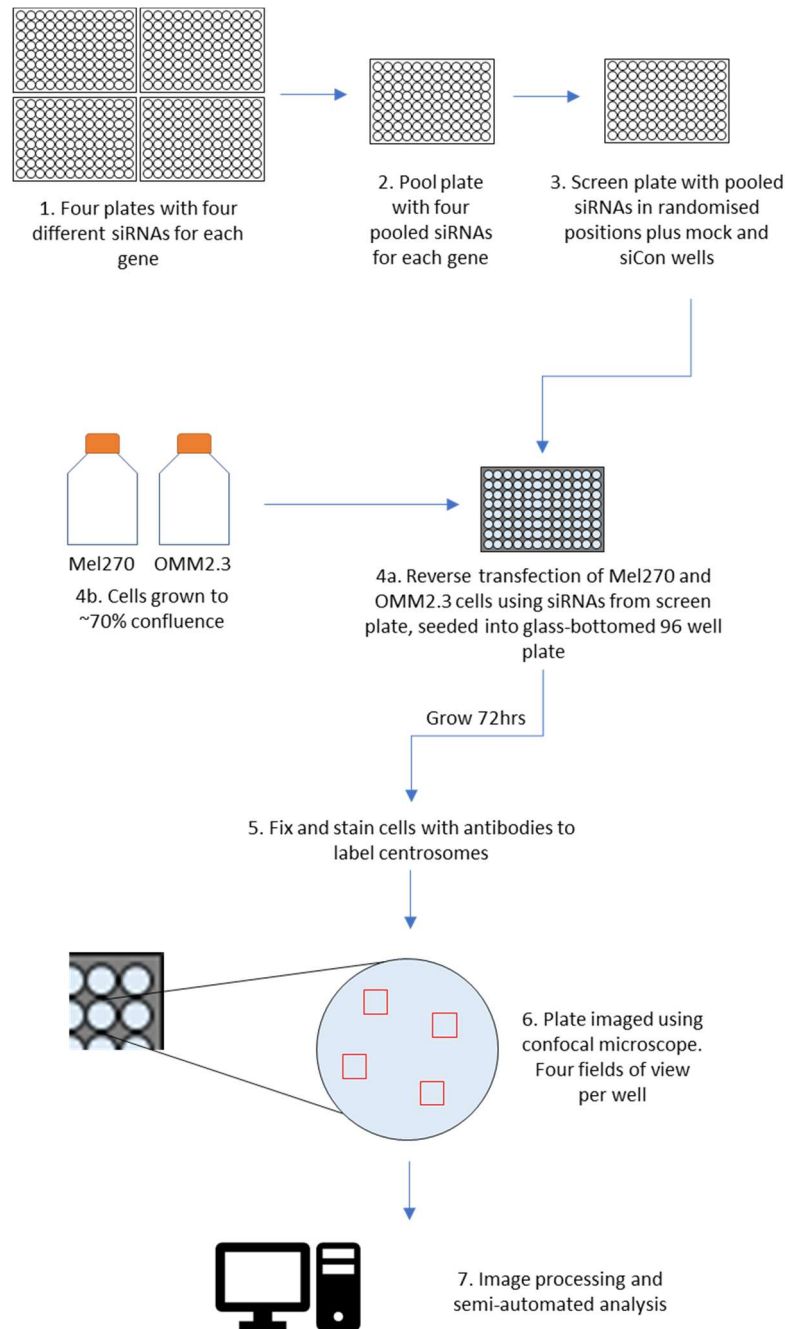 1. Four plates with four
different siRNAs for each
gene
2. Pool plate
with four
pooled siRNAs
for each gene
3. Screen plate with pooled
siRNAs in randomised
positions plus mock and
siCon wells
Mel270
OMM2.3
4b. Cells grown to
~70% confluence
4a. Reverse transfection of Mel270 and
OMM2.3 cells using siRNAs from screen
plate, seeded into glass-bottomed 96 well
plate
Grow 72hrs
5. Fix and stain cells with antibodies to
label centrosomes
6. Plate imaged using
confocal microscope.
Four fields of view
per well
7. Image processing and
semi-automated analysis